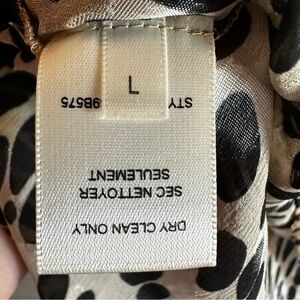 L
DRY CLEAN ONLY
SEC NETTOYER
SEULEMENT
STY 9B575